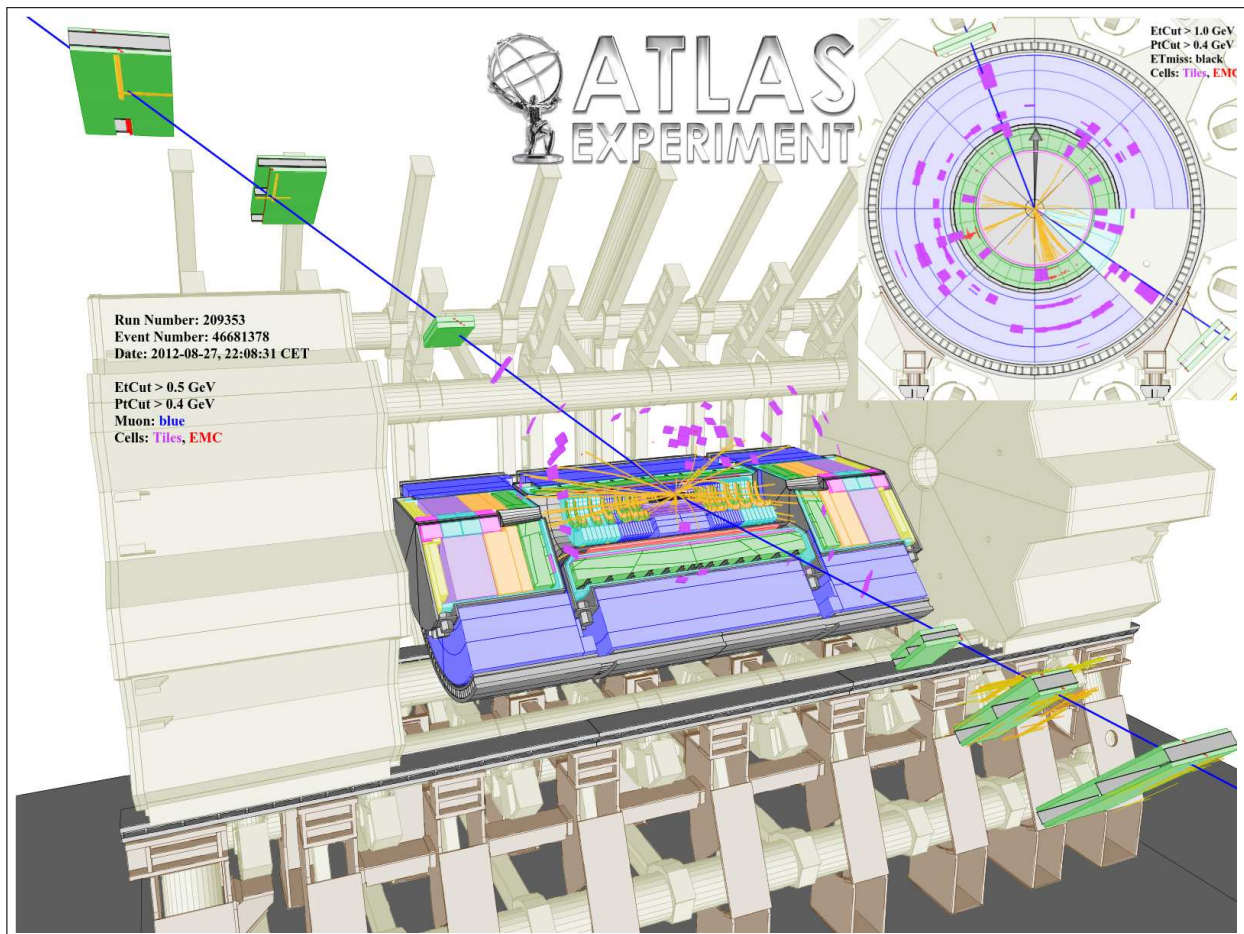 ATLAS
EXPERIMENT
EtCut > 1.0 GeV
PtCut > 0.4 GeV
ETmiss: black
Cells: Tiles, EMC
Run Number: 209353
Event Number: 46681378
Date: 2012-08-27, 22:08:31 CET
EtCut > 0.5 GeV
PtCut > 0.4 GeV
Muon: blue
Cells: Tiles, EMC